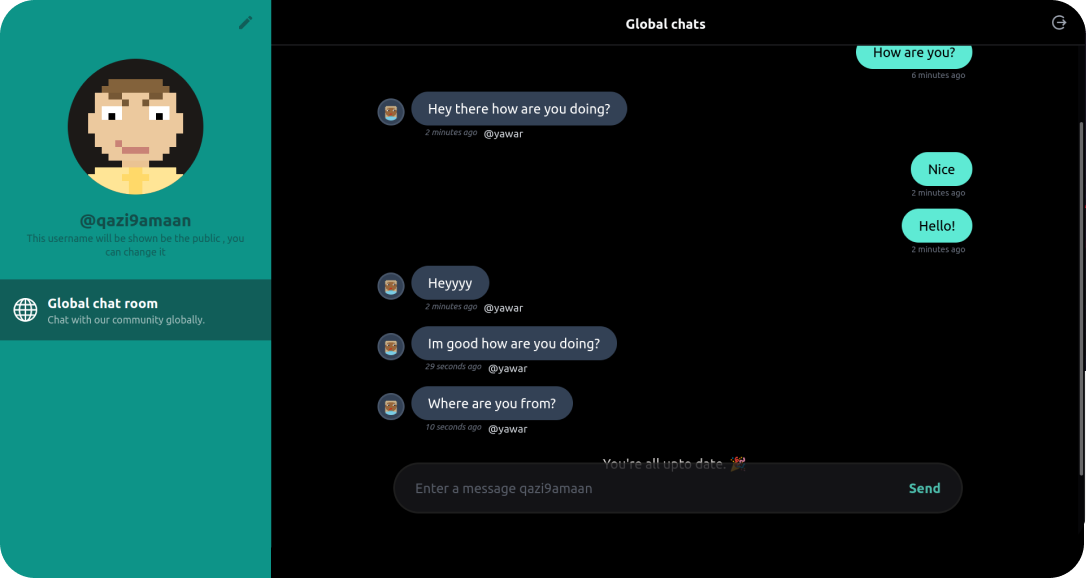 Global chats
@qazi9amaan
This username will be shown be the public , you
can change it
Global chat room
Chat with our community globally.
How are you?
6 minutes ago
Hey there how are you doing?
2 minutes ago @yawar
Nice
2 minutes ago
Hello!
2 minutes ago
Heyyyy
2 minutes ago @yawar
Im good how are you doing?
29 seconds ago @yawar
Where are you from?
10 seconds ago @yawar
You're all upto date. 🎉
Enter a message qazi9amaan
Send